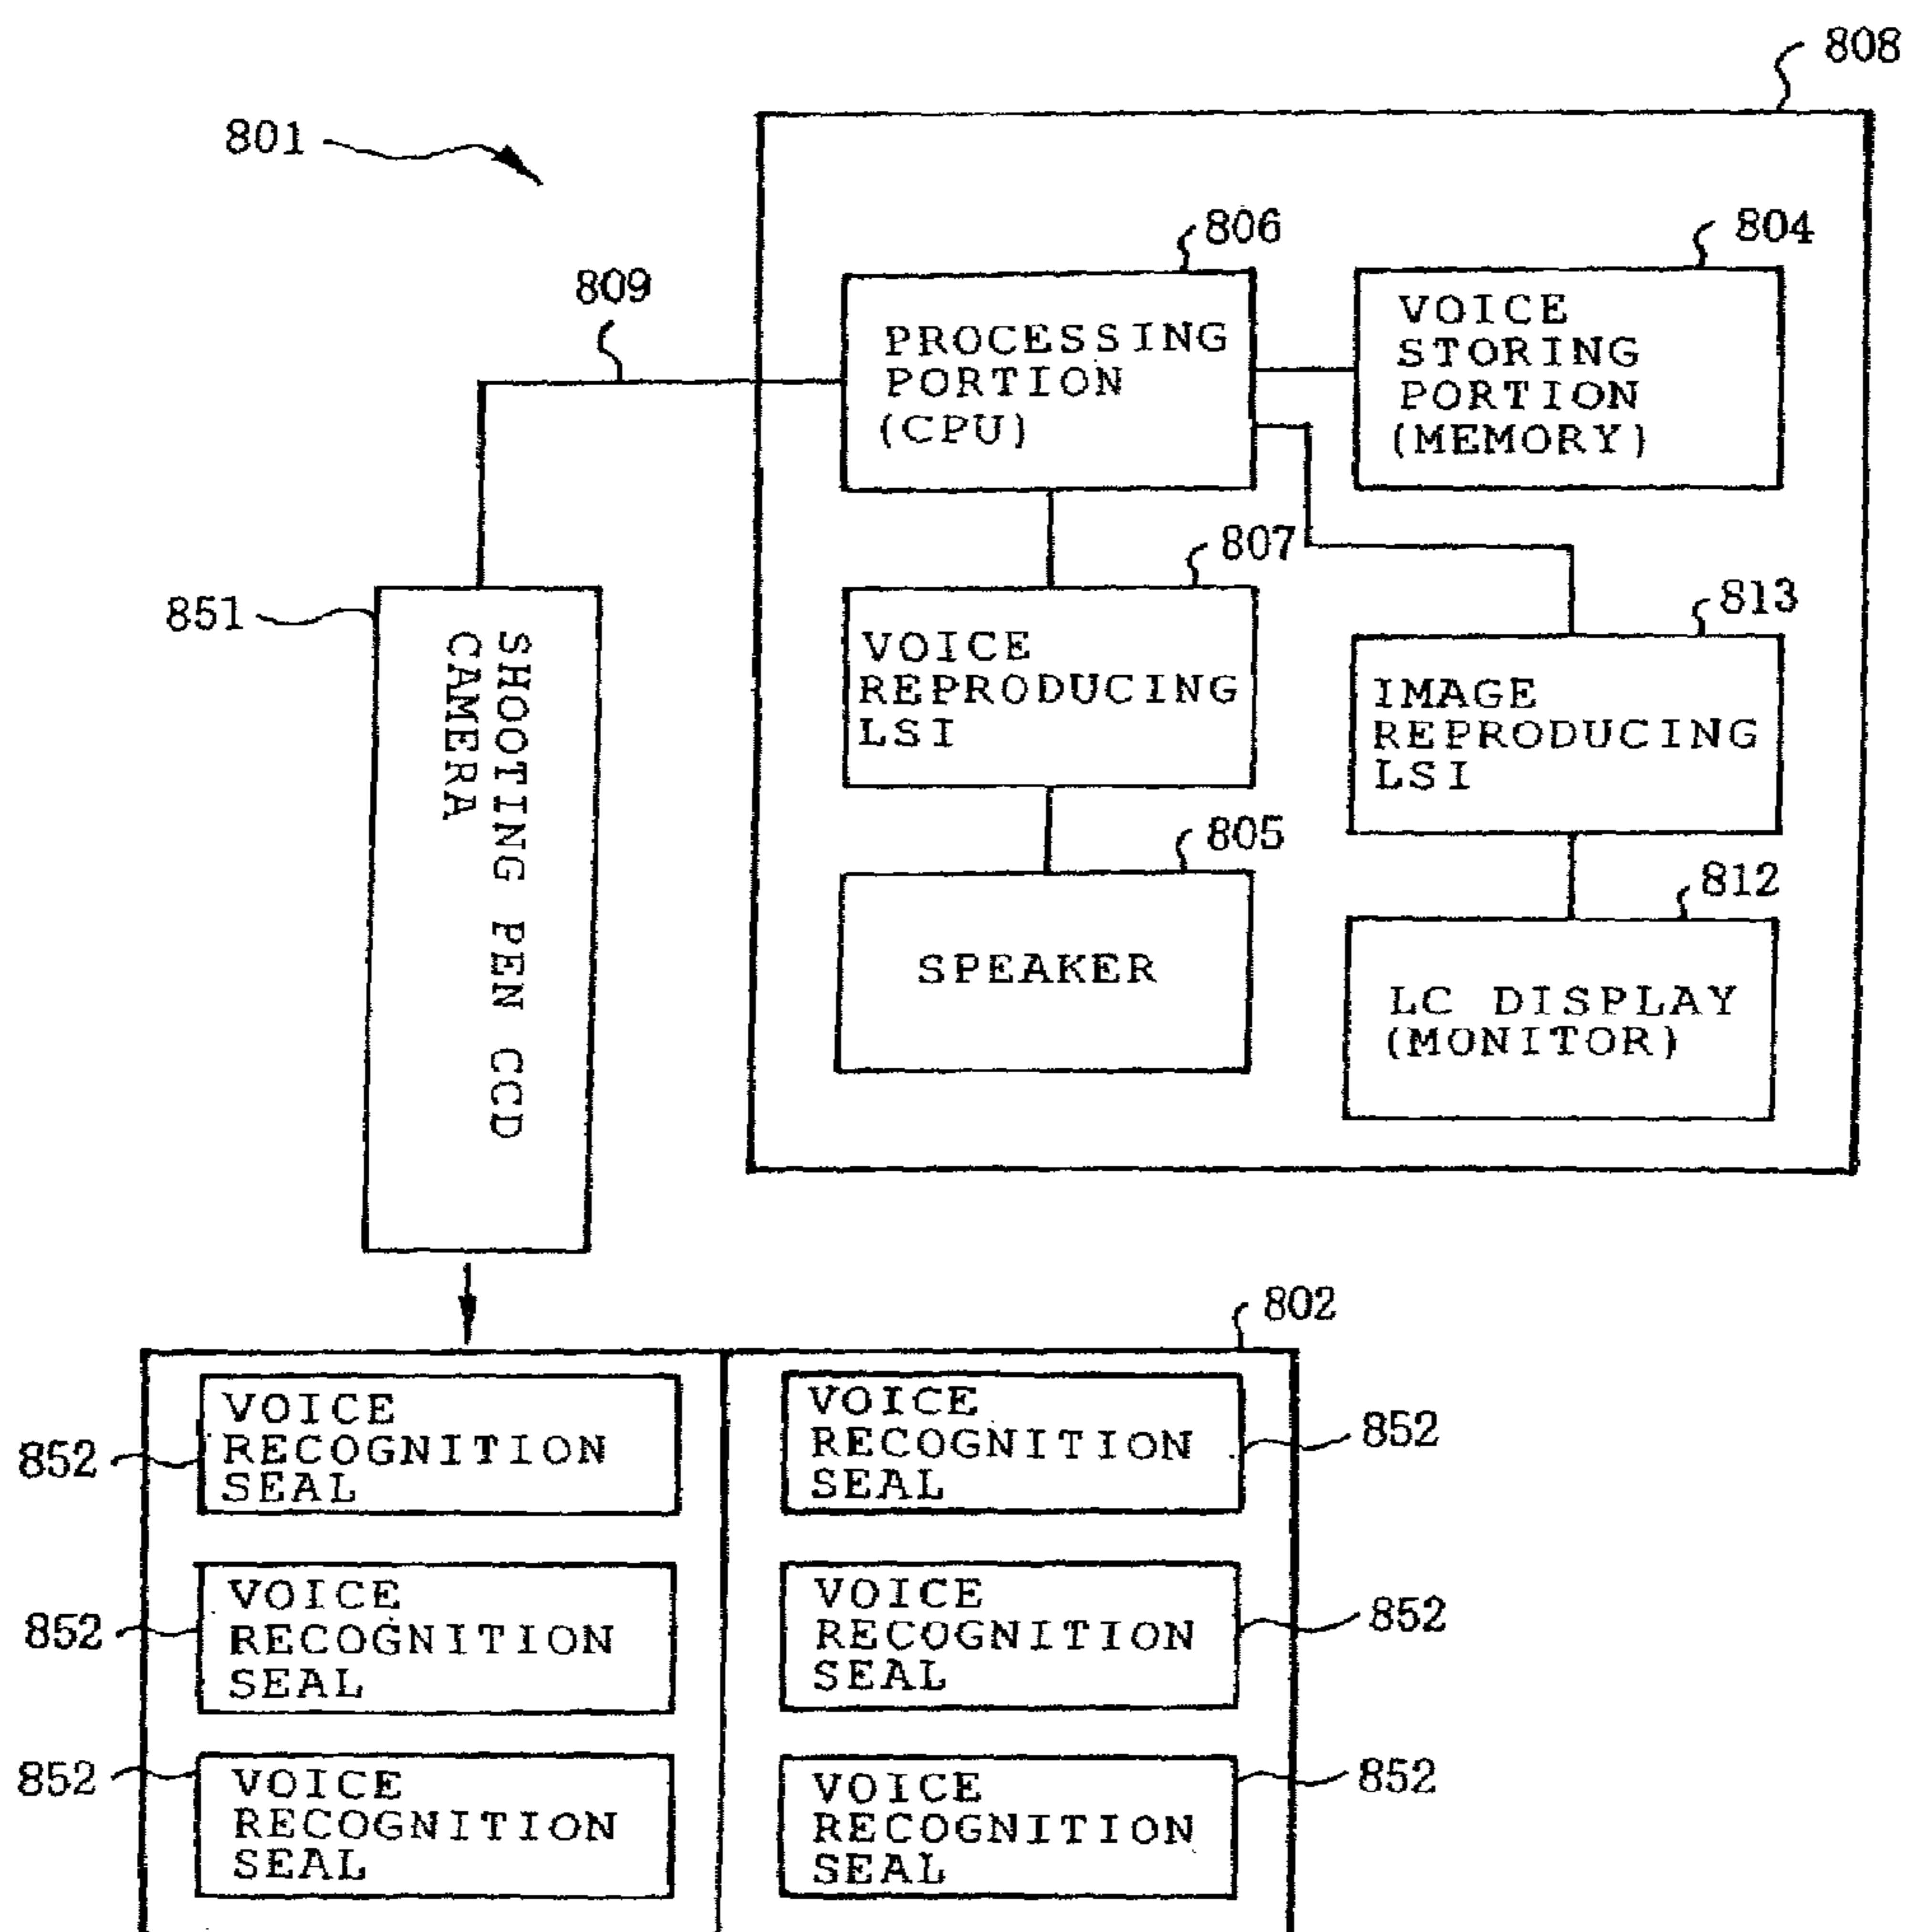 808
801
806
804
809
PROCESSING
PORTION
(CPU)
VOICE
STORING
PORTION
(MEMORY)
807
813
851
SHOOTING PEN CCD
CAMERA
VOICE
REPRODUCING
LSI
IMAGE
REPRODUCING
LSI
805
812
SPEAKER
LC DISPLAY
(MONITOR)
802
852
VOICE
RECOGNITION
SEAL
VOICE
RECOGNITION
SEAL
852
852
VOICE
RECOGNITION
SEAL
VOICE
RECOGNITION
SEAL
852
852
VOICE
RECOGNITION
SEAL
VOICE
RECOGNITION
SEAL
852